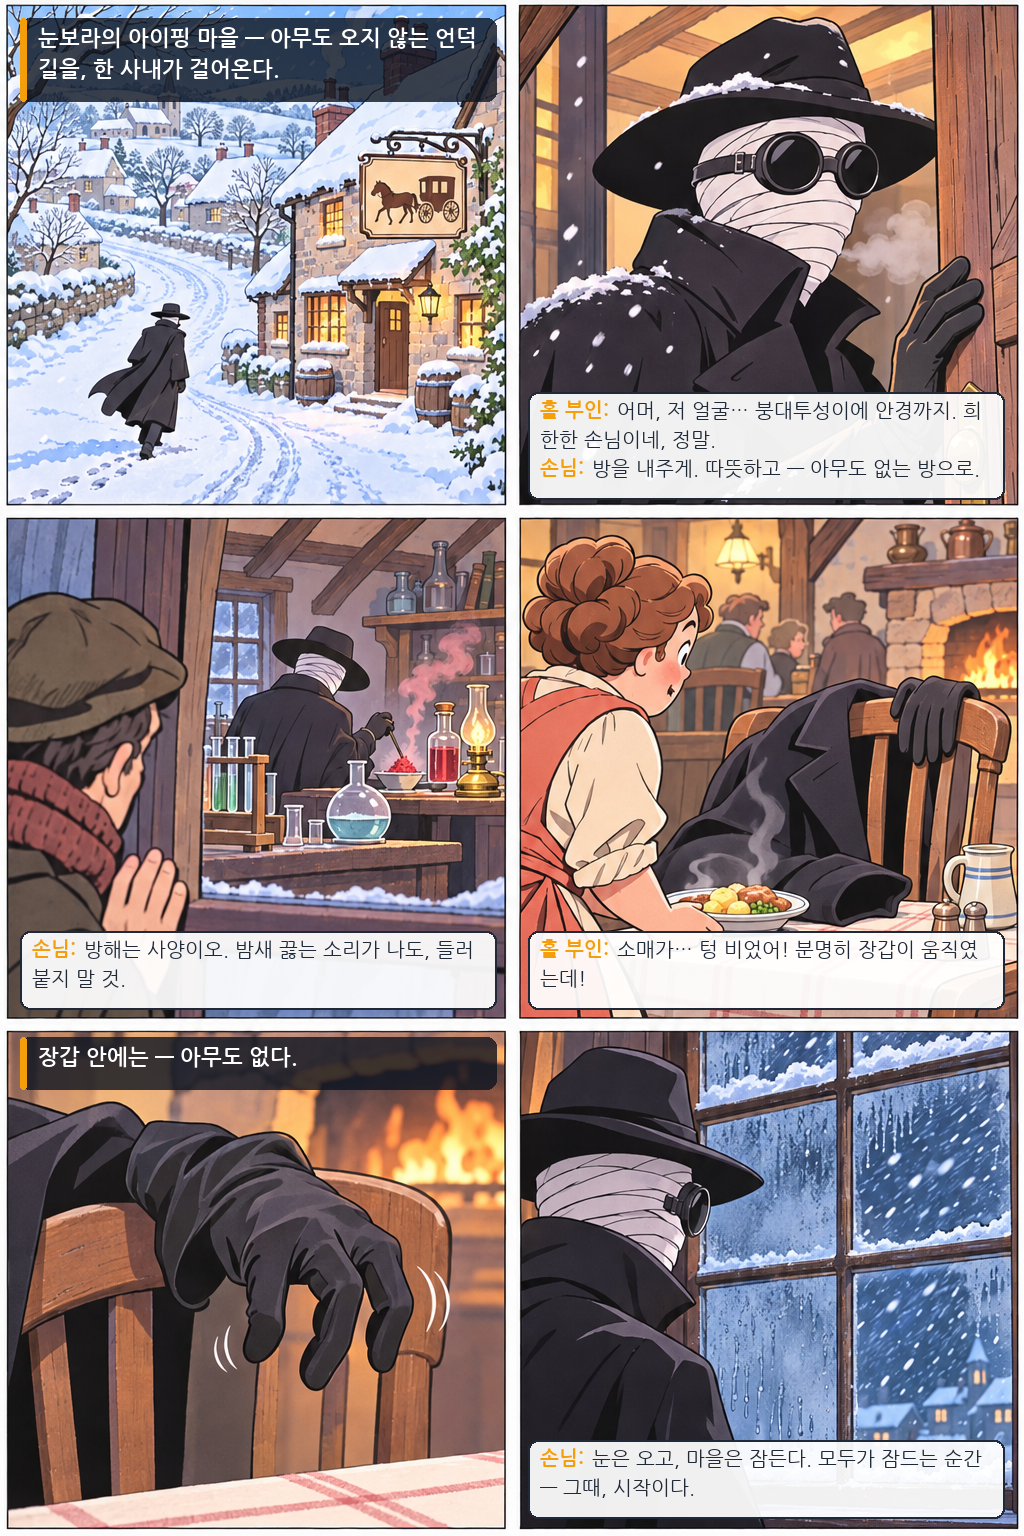 눈보라의 아이핑 마을 — 아무도 오지 않는 언덕
길을, 한 사내가 걸어온다.
홀 부인: 어머, 저 얼굴… 붕대투성이에 안경까지. 희
한한 손님이네, 정말.
손님: 방을 내주게. 따뜻하고 — 아무도 없는 방으로.
손님: 방해는 사양이오. 밤새 끓는 소리가 나도, 들러
붙지 말 것.
홀 부인: 소매가… 텅 비었어! 분명히 장갑이 움직였
는데!
장갑 안에는 — 아무도 없다.
손님: 눈은 오고, 마을은 잠든다. 모두가 잠드는 순간
— 그때, 시작이다.